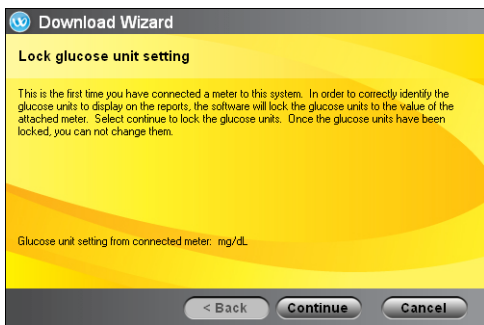 Download Wizard
Lock glucose unit setting
This is the first time you have connected a meter to this system. In order to correctly identify the
glucose units to display on the reports, the software will lock the glucose units to the value of the
attached meter. Select continue to lock the glucose units. Once the glucose units have been
locked, you can not change them.
Glucose unit setting from connected meter: mg/dL
< Back Continue Cancel